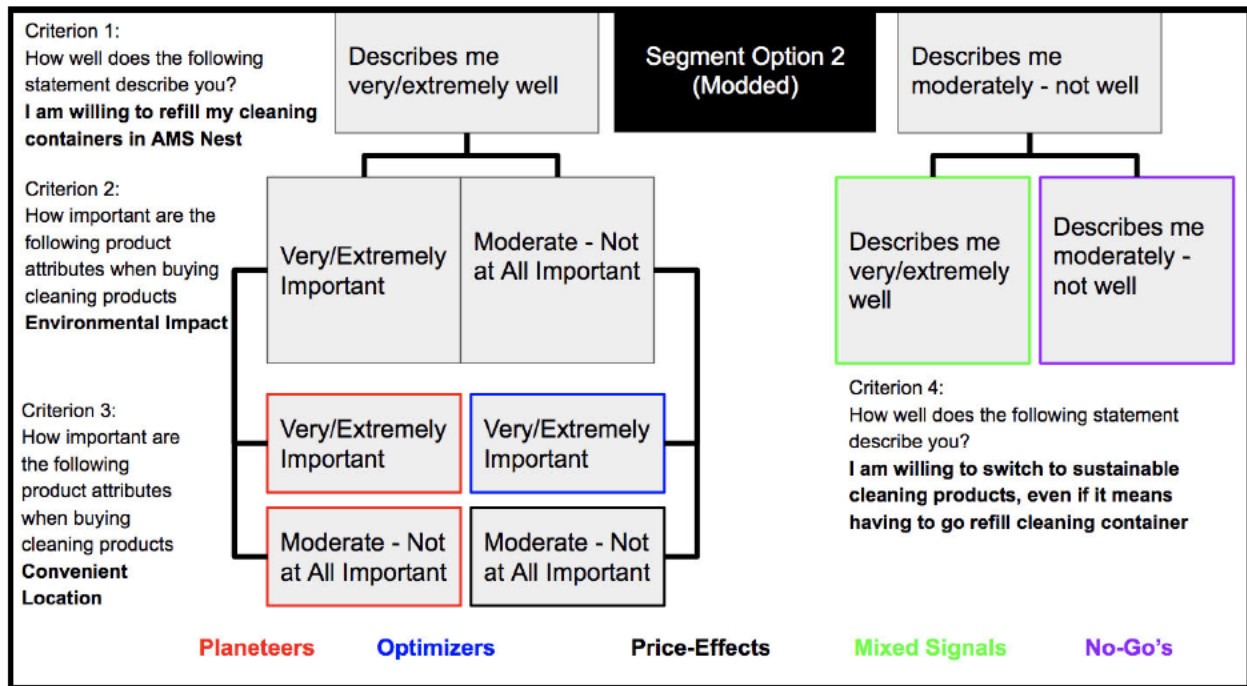 Criterion 1:
How well does the following
statement describe you?
I am willing to refill my cleaning
containers in AMS Nest
Describes me
very/extremely well
Segment Option 2
(Modded)
Describes me
moderately - not well
Criterion 2:
How important are the
following product
attributes when buying
cleaning products
Environmental Impact
Very/Extremely
Important
Moderate - Not
at All Important
Describes me
very/extremely
well
Describes me
moderately -
not well
Criterion 3:
How important are
the following
product attributes
when buying
cleaning products
Convenient
Location
Very/Extremely
Important
Very/Extremely
Important
Moderate - Not
at All Important
Moderate - Not
at All Important
Criterion 4:
How well does the following statement
describe you?
I am willing to switch to sustainable
cleaning products, even if it means
having to go refill cleaning container
Planeteers
Optimizers
Price-Effects
Mixed Signals
No-Go's